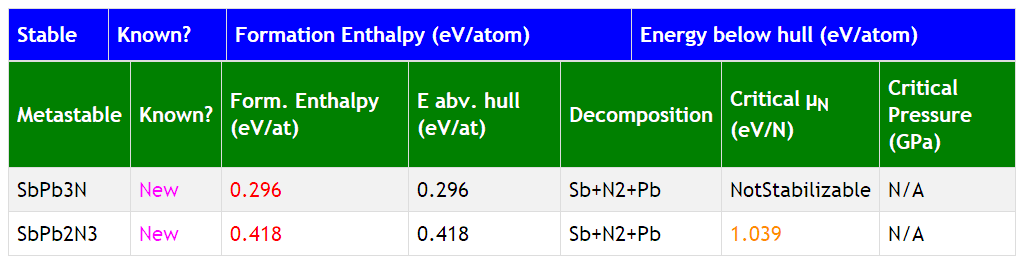 Stable Known? Formation Enthalpy (eV/atom) Energy below hull (eV/atom)
Metastable Known? Form. Enthalpy (eV/at) E abv. hull (eV/at) Decomposition Critical μN (eV/N) Critical Pressure (GPa)
SbPb3N New 0.296 0.296 Sb+N2+Pb NotStabilizable N/A
SbPb2N3 New 0.418 0.418 Sb+N2+Pb 1.039 N/A